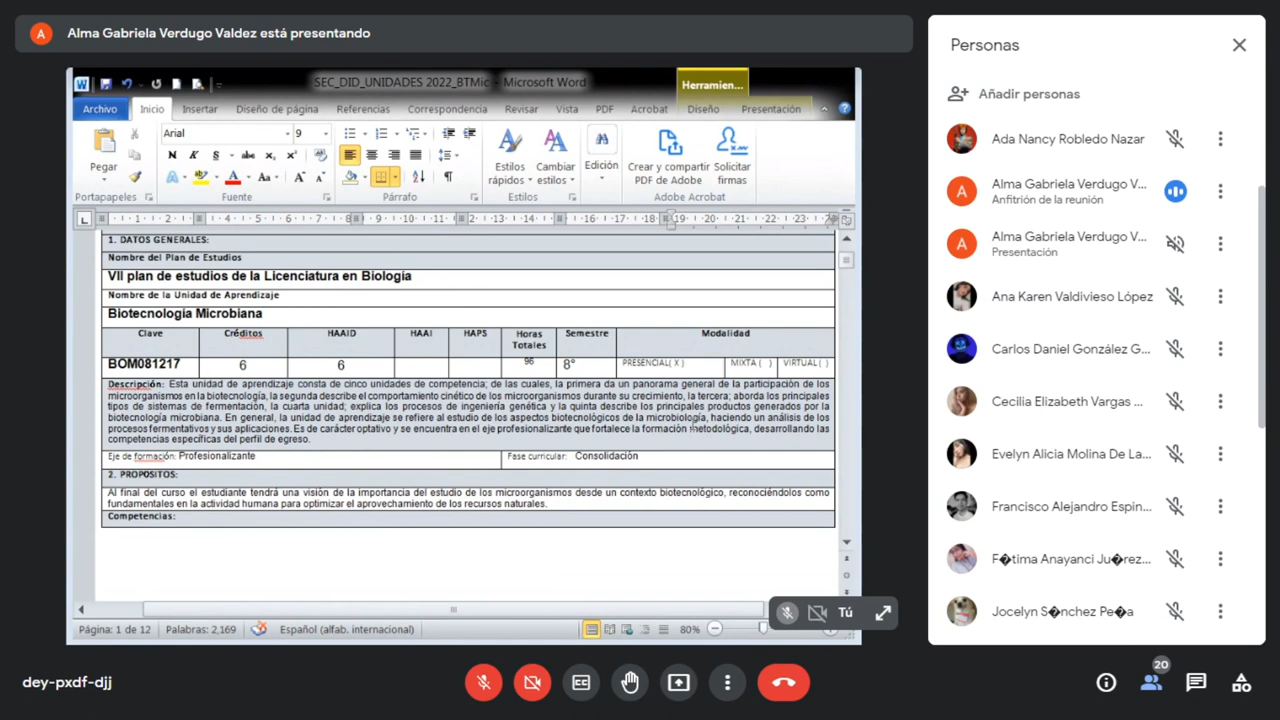 A
Alma Gabriela Verdugo Valdez está presentando
SEC_DID_UNIDADES 2022_BTMic - Microsoft Word
Herramien...
Archivo Inicio Insertar Diseño de página Referencias Correspondencia Revisar Vista PDF Acrobat Diseño Presentación
Pegar
Arial 9
Estilos rápidos
Cambiar estilos
Edición
Crear y compartir PDF de Adobe
Solicitar firmas
Portapapeles Fuente Párrafo Estilos Adobe Acrobat
1. DATOS GENERALES:
Nombre del Plan de Estudios
VII plan de estudios de la Licenciatura en Biología
Nombre de la Unidad de Aprendizaje
Biotecnología Microbiana
Clave Créditos HAAID HAAI HAPS Horas Totales Semestre Modalidad
BOM081217 6 6 96 8° PRESENCIAL( X ) MIXTA ( ) VIRTUAL ( )
Descripción: Esta unidad de aprendizaje consta de cinco unidades de competencia; de las cuales, la primera da un panorama general de la participación de los
microorganismos en la biotecnología, la segunda describe el comportamiento cinético de los microorganismos durante su crecimiento, la tercera; aborda los principales
tipos de sistemas de fermentación, la cuarta unidad; explica los procesos de ingeniería genética y la quinta describe los principales productos generados por la
biotecnología microbiana. En general, la unidad de aprendizaje se refiere al estudio de los aspectos biotecnológicos de la microbiología, haciendo un análisis de los
procesos fermentativos y sus aplicaciones. Es de carácter optativo y se encuentra en el eje profesionalizante que fortalece la formación metodológica, desarrollando las
competencias específicas del perfil de egreso.
Eje de formación: Profesionalizante Fase curricular: Consolidación
2. PROPOSITOS:
Al final del curso el estudiante tendrá una visión de la importancia del estudio de los microorganismos desde un contexto biotecnológico, reconociéndolos como
fundamentales en la actividad humana para optimizar el aprovechamiento de los recursos naturales.
Competencias:
Página: 1 de 12 Palabras: 2,169 Español (alfab. internacional) 80%
Tú
Personas
Añadir personas
Ada Nancy Robledo Nazar
A
Alma Gabriela Verdugo V...
Anfitrión de la reunión
A
Alma Gabriela Verdugo V...
Presentación
Ana Karen Valdivieso López
Carlos Daniel González G...
Cecilia Elizabeth Vargas ...
Evelyn Alicia Molina De La...
Francisco Alejandro Espin...
F�tima Anayanci Ju�rez...
Jocelyn S�nchez Pe�a
dey-pxdf-djj
20